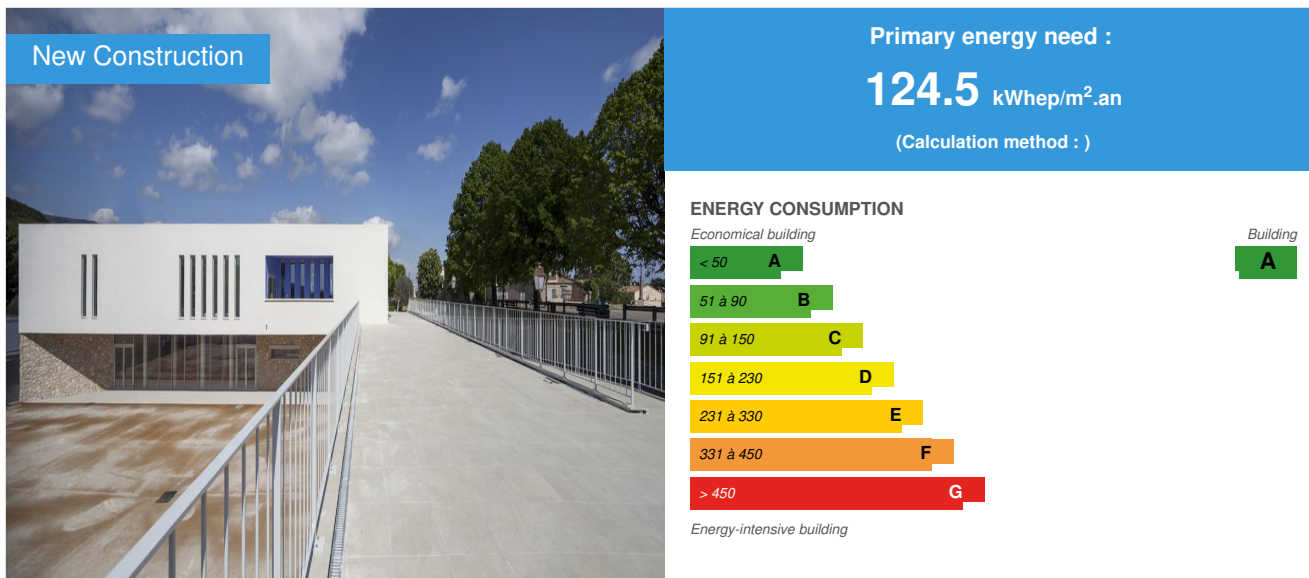 New Construction
Primary energy need :
124.5 kWhep/m².an
(Calculation method : )
ENERGY CONSUMPTION
Economical building
Building
< 50 A
A
51 à 90 B
91 à 150 C
151 à 230 D
231 à 330 E
331 à 450 F
> 450 G
Energy-intensive building